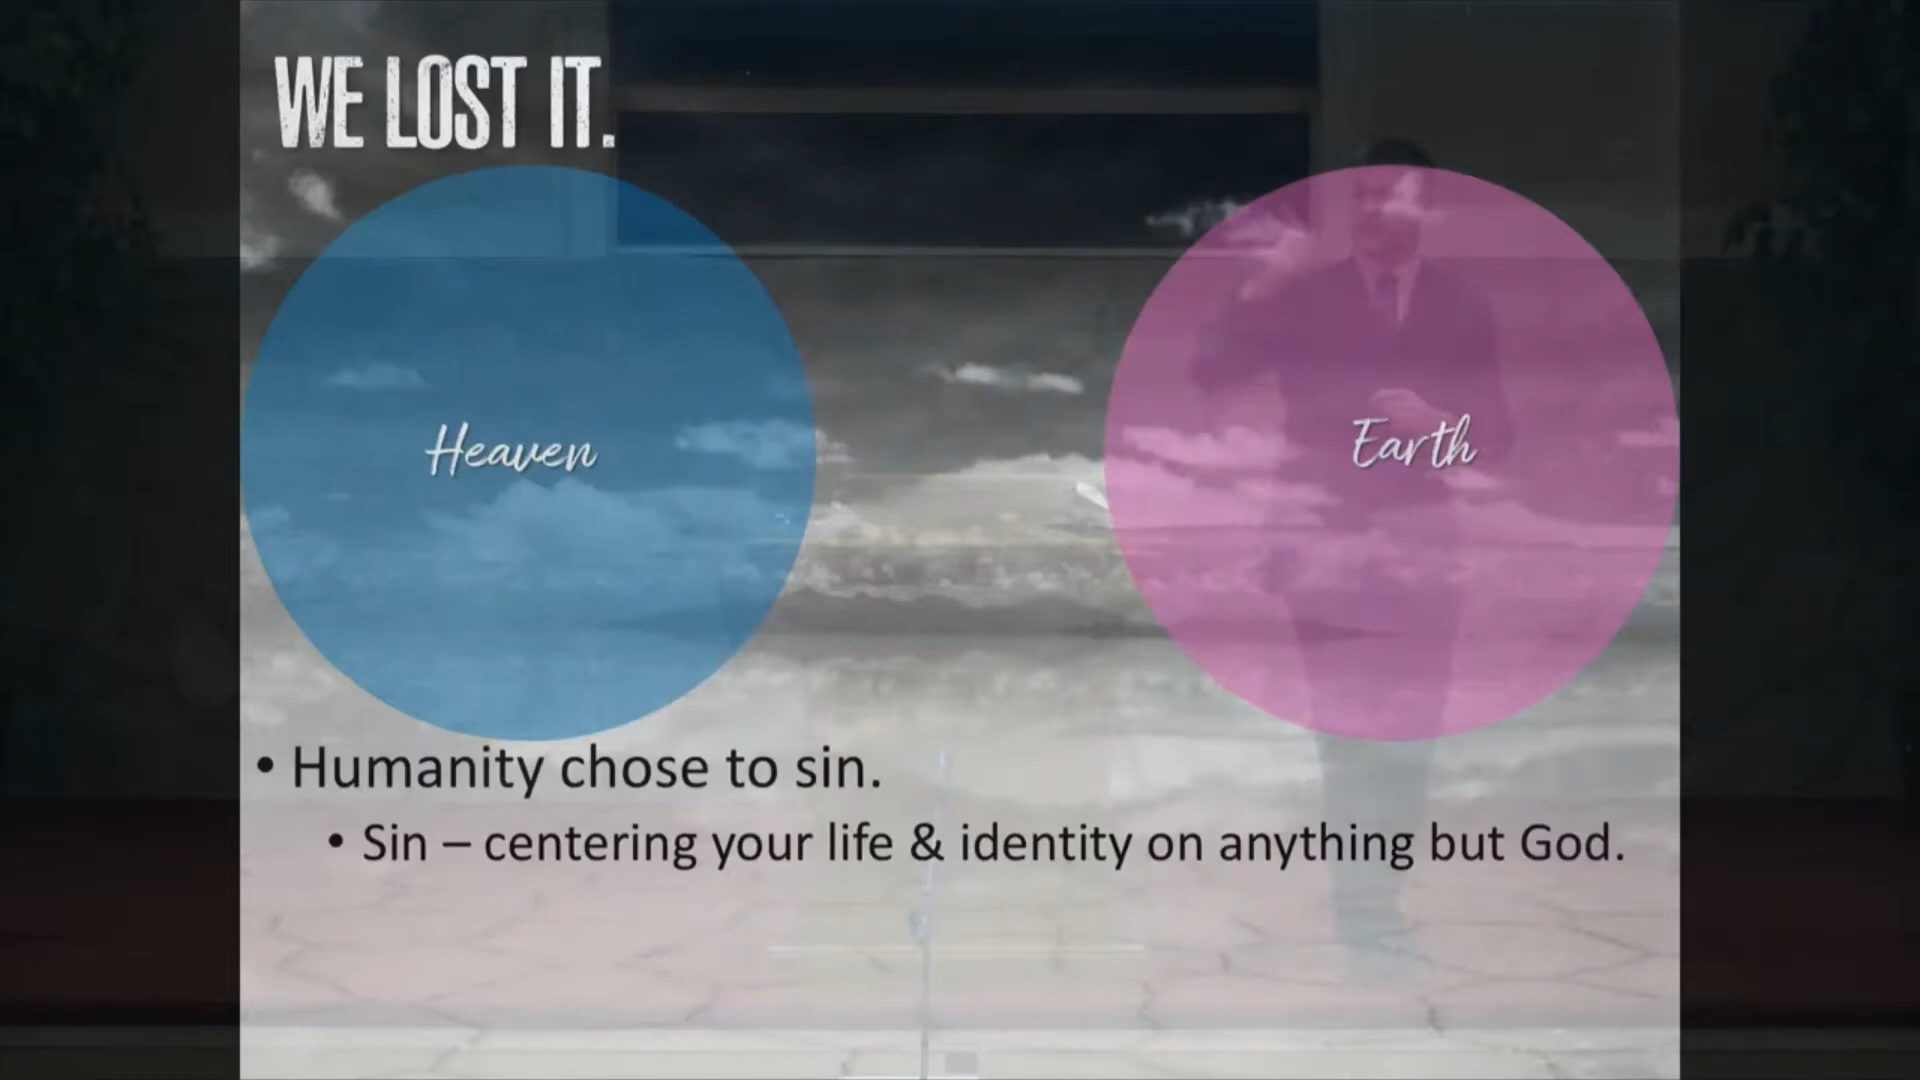 WE LOST IT.
Heaven
Earth
• Humanity chose to sin.
• Sin – centering your life & identity on anything but God.